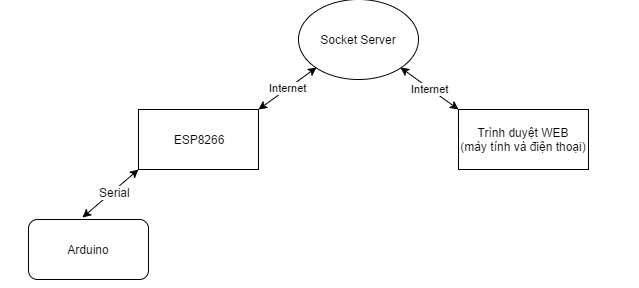 Socket Server
Internet
Internet
ESP8266
Trình duyệt WEB
(máy tính và điện thoại)
Serial
Arduino